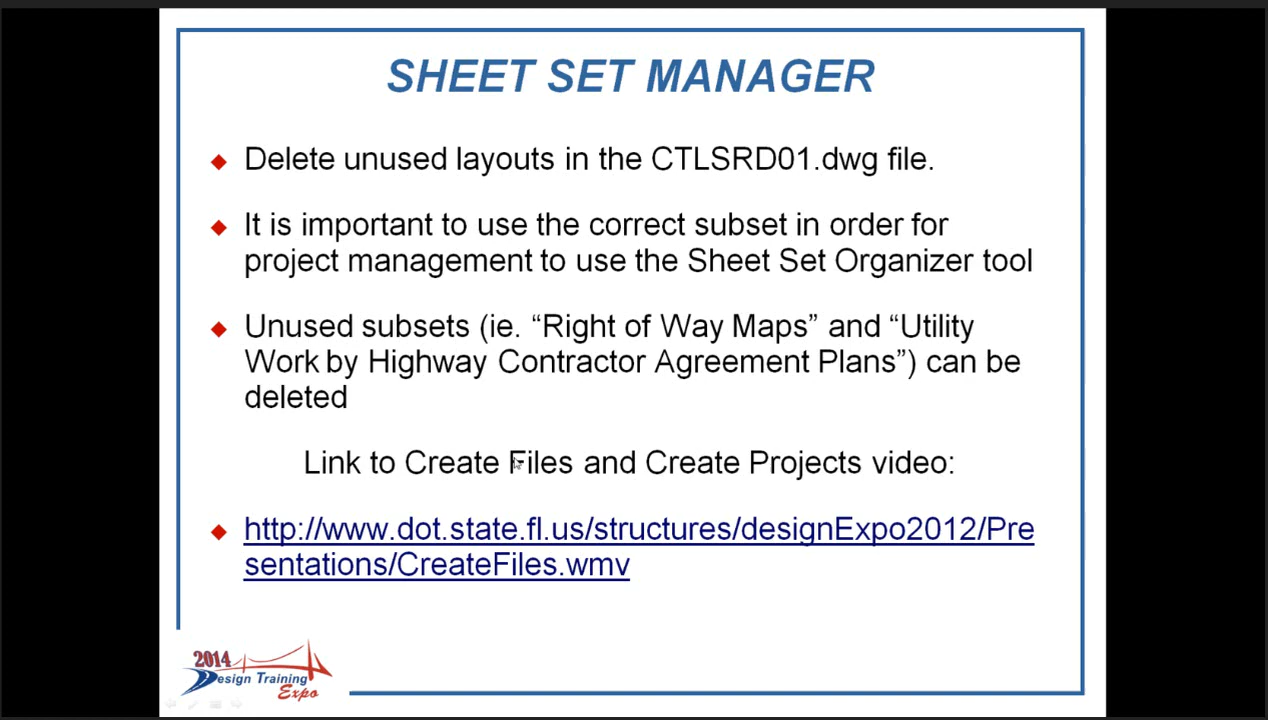 SHEET SET MANAGER
Delete unused layouts in the CTLSRD01.dwg file.
It is important to use the correct subset in order for
project management to use the Sheet Set Organizer tool
Unused subsets (ie. “Right of Way Maps” and “Utility
Work by Highway Contractor Agreement Plans”) can be
deleted
Link to Create Files and Create Projects video:
http://www.dot.state.fl.us/structures/designExpo2012/Pre
sentations/CreateFiles.wmv
2014
Design Training
Expo